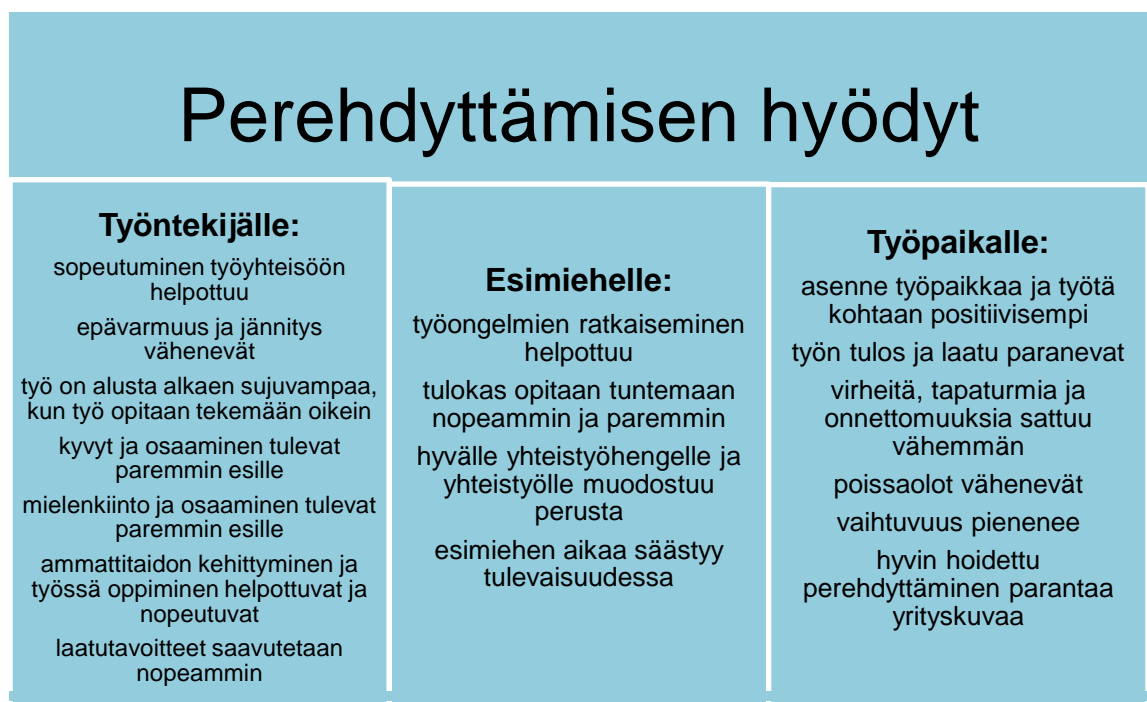 Perehdyttämisen hyödyt
Työntekijälle:
sopeutuminen työyhteisöön
helpottuu
epävarmuus ja jännitys
vähenevät
työ on alusta alkaen sujuvampaa,
kun työ opitaan tekemään oikein
kyvyt ja osaaminen tulevat
paremmin esille
mielenkiinto ja osaaminen tulevat
paremmin esille
ammattitaidon kehittyminen ja
työssä oppiminen helpottuvat ja
nopeutuvat
laatutavoitteet saavutetaan
nopeammin
Esimiehelle:
työongelmien ratkaiseminen
helpottuu
tulokas opitaan tuntemaan
nopeammin ja paremmin
hyvälle yhteistyöhengelle ja
yhteistyölle muodostuu
perusta
esimiehen aikaa säästyy
tulevaisuudessa
Työpaikalle:
asenne työpaikkaa ja työtä
kohtaan positiivisempi
työn tulos ja laatu paranevat
virheitä, tapaturmia ja
onnettomuuksia sattuu
vähemmän
poissaolot vähenevät
vaihtuvuus pienenee
hyvin hoidettu
perehdyttäminen parantaa
yrityskuvaa